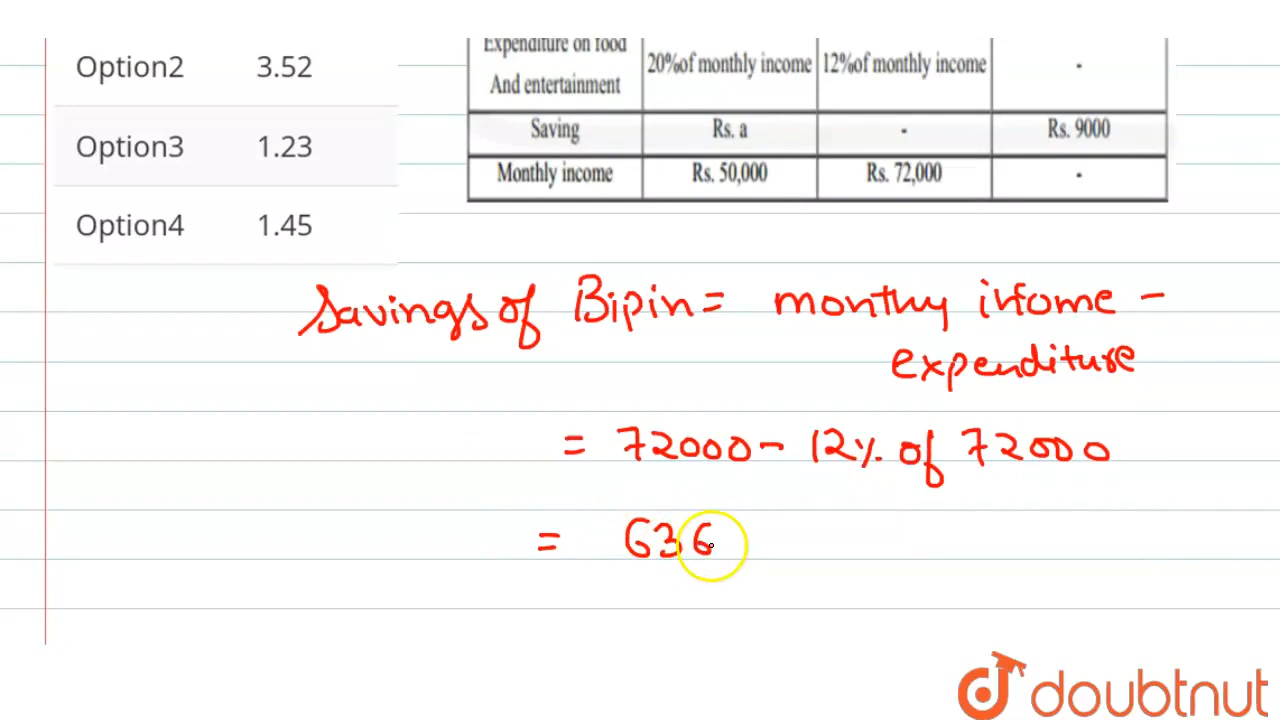 Option2 3.52
Option3 1.23
Option4 1.45
Expenditure on food
And entertainment 20%of monthly income 12%of monthly income -
Saving Rs. a - Rs. 9000
Monthly income Rs. 50,000 Rs. 72,000 -
Savings of Bipin = monthy income -
expenditure
= 72000 - 12% of 72000
= 636
doubtnut